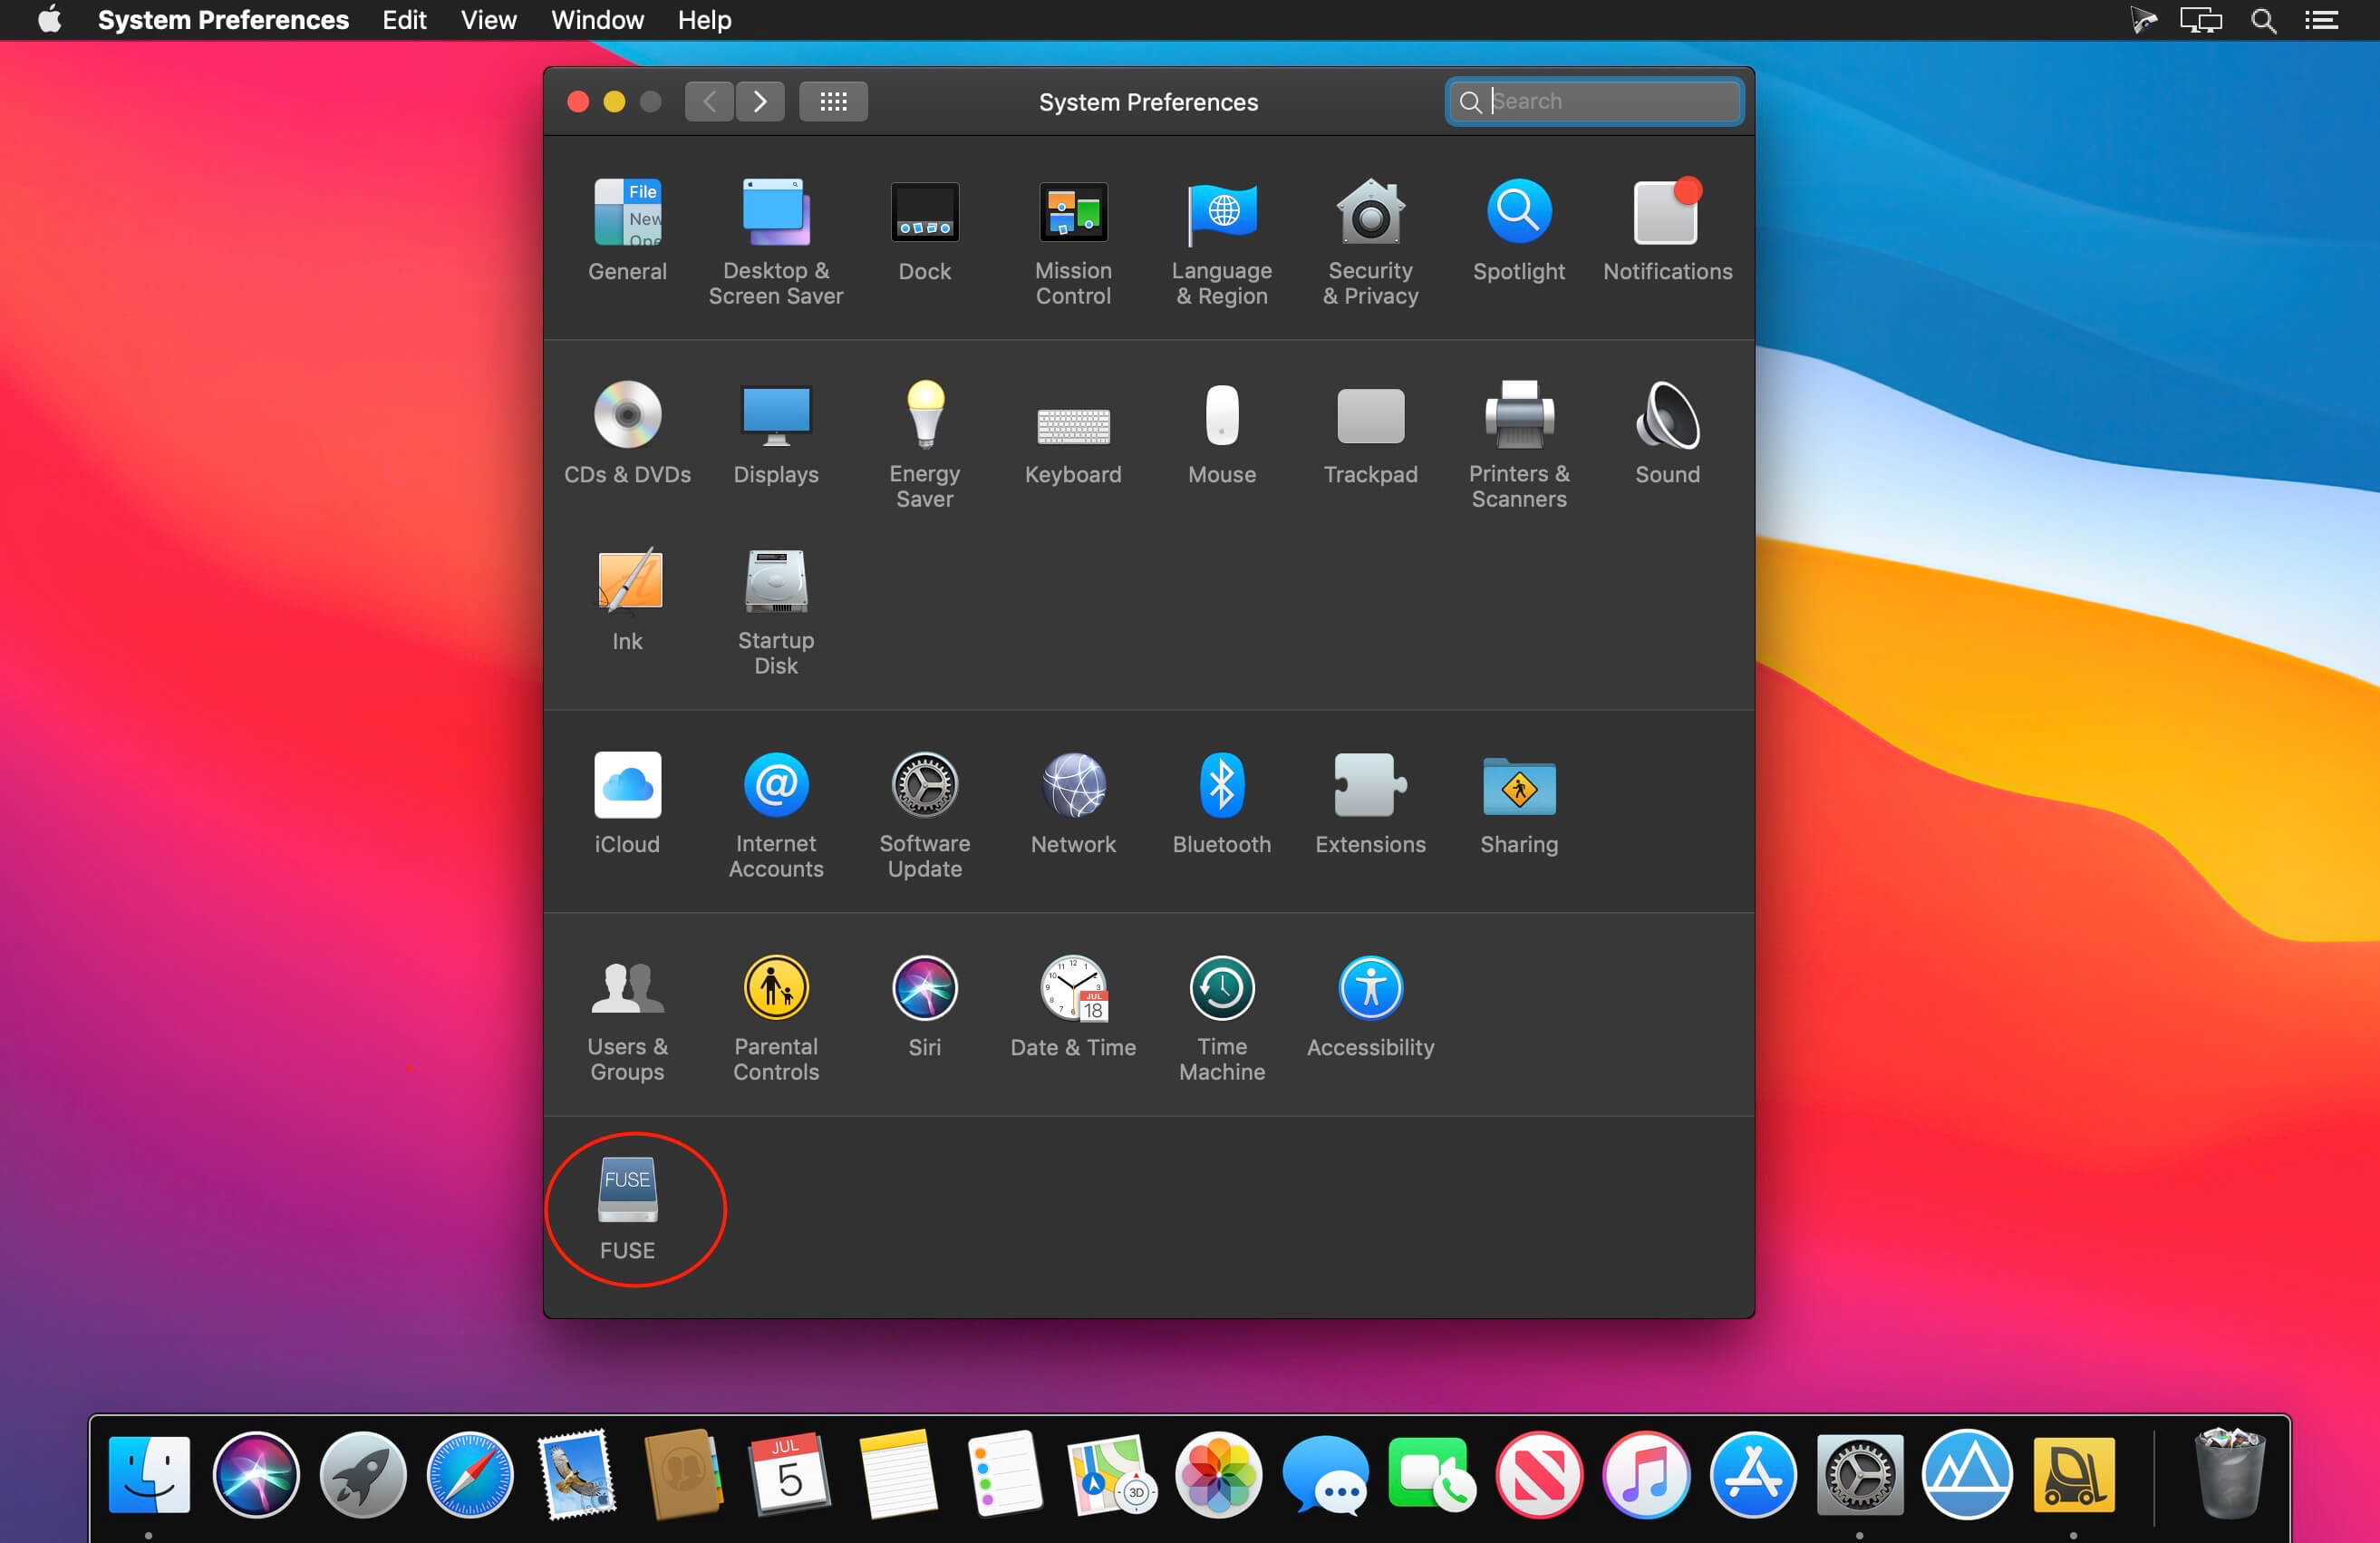 System Preferences Edit View Window Help
System Preferences
Search
File
New
Ope
General
Desktop &
Screen Saver
Dock
Mission
Control
Language
& Region
Security
& Privacy
Spotlight
Notifications
CDs & DVDs
Displays
Energy
Saver
Keyboard
Mouse
Trackpad
Printers &
Scanners
Sound
Ink
Startup
Disk
iCloud
@
Internet
Accounts
Software
Update
Network
Bluetooth
Extensions
Sharing
Users &
Groups
Parental
Controls
Siri
JUL
18
Date & Time
Time
Machine
Accessibility
FUSE
FUSE
JUL
5
3D